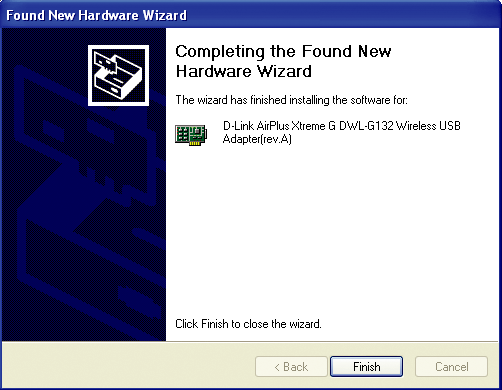 Found New Hardware Wizard
Completing the Found New
Hardware Wizard
The wizard has finished installing the software for:
D-Link AirPlus Xtreme G DWL-G132 Wireless USB
Adapter(rev.A)
Click Finish to close the wizard.
< Back
Finish
Cancel